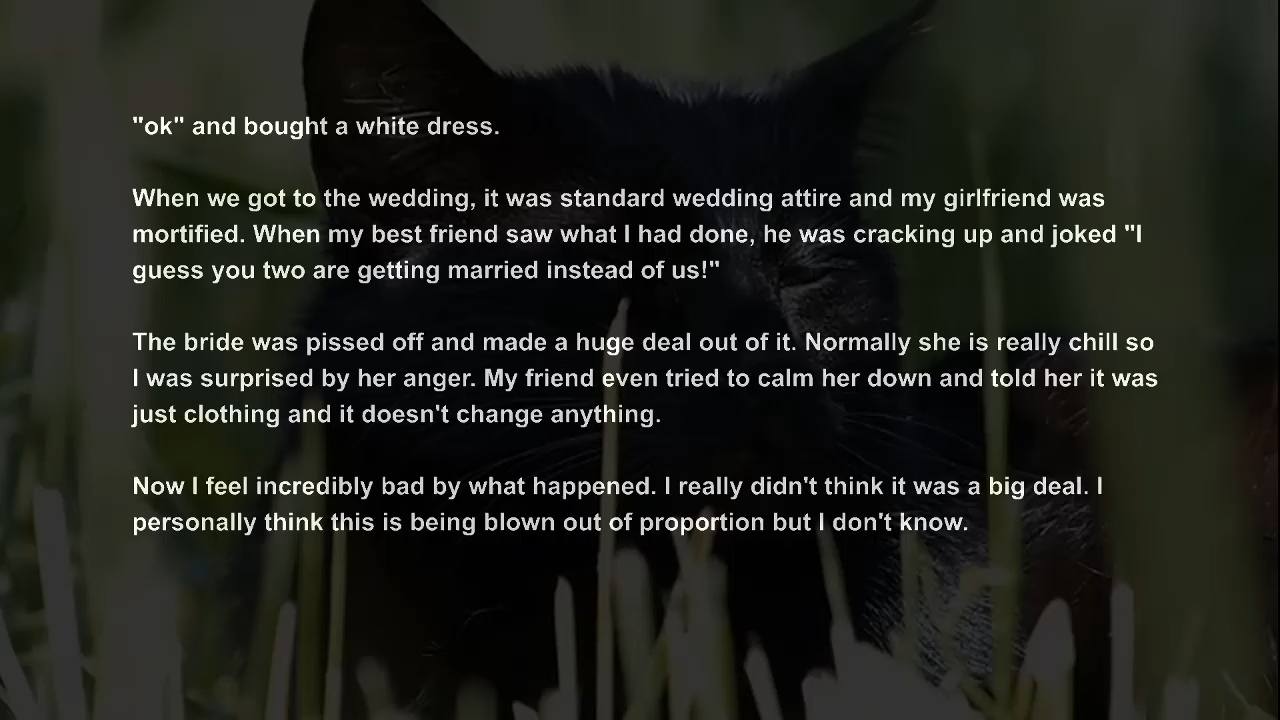 "ok" and bought a white dress.
When we got to the wedding, it was standard wedding attire and my girlfriend was
mortified. When my best friend saw what I had done, he was cracking up and joked "I
guess you two are getting married instead of us!"
The bride was pissed off and made a huge deal out of it. Normally she is really chill so
I was surprised by her anger. My friend even tried to calm her down and told her it was
just clothing and it doesn't change anything.
Now I feel incredibly bad by what happened. I really didn't think it was a big deal. I
personally think this is being blown out of proportion but I don't know.